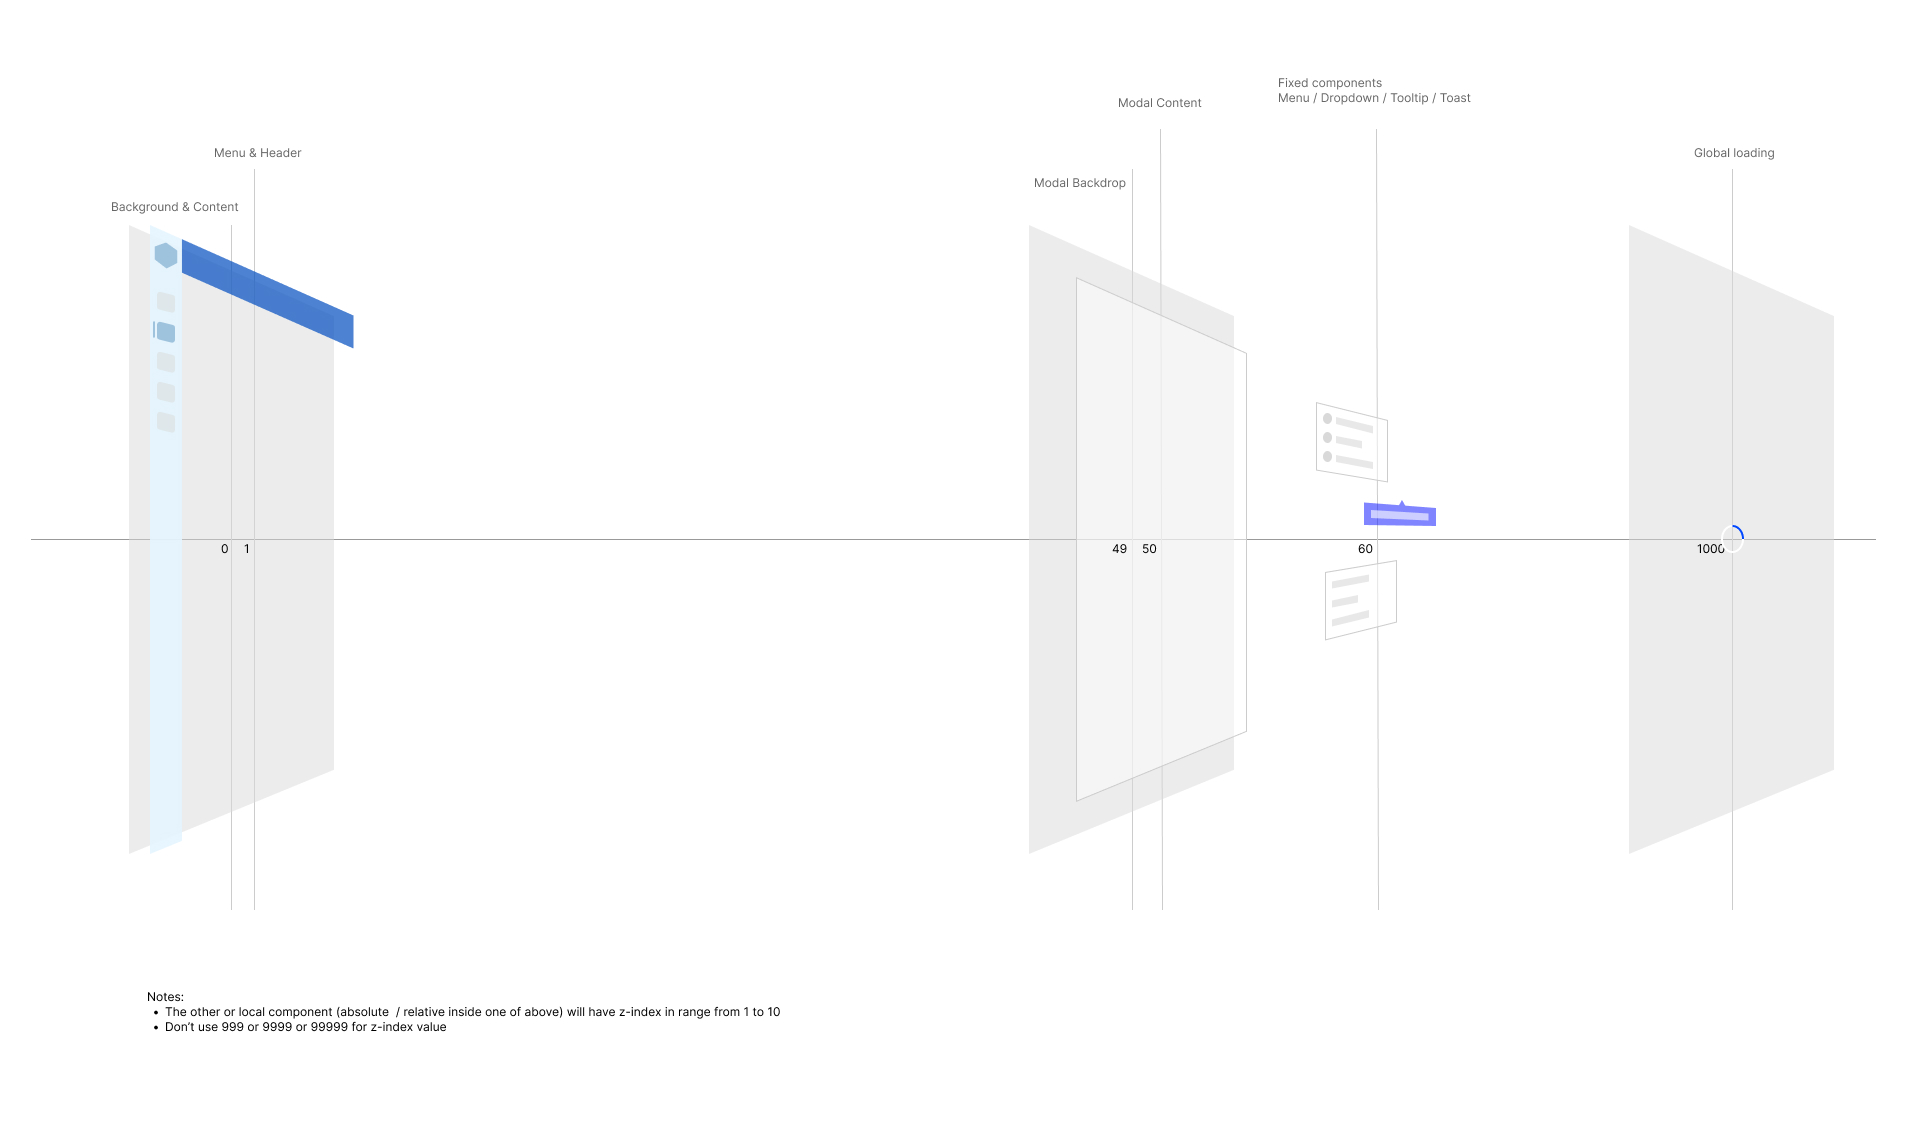 Fixed components
Menu / Dropdown / Tooltip / Toast
Modal Content
Menu & Header
Global loading
Modal Backdrop
Background & Content
0
1
49
50
60
1000
Notes:
• The other or local component (absolute  / relative inside one of above) will have z-index in range from 1 to 10
• Don’t use 999 or 9999 or 99999 for z-index value